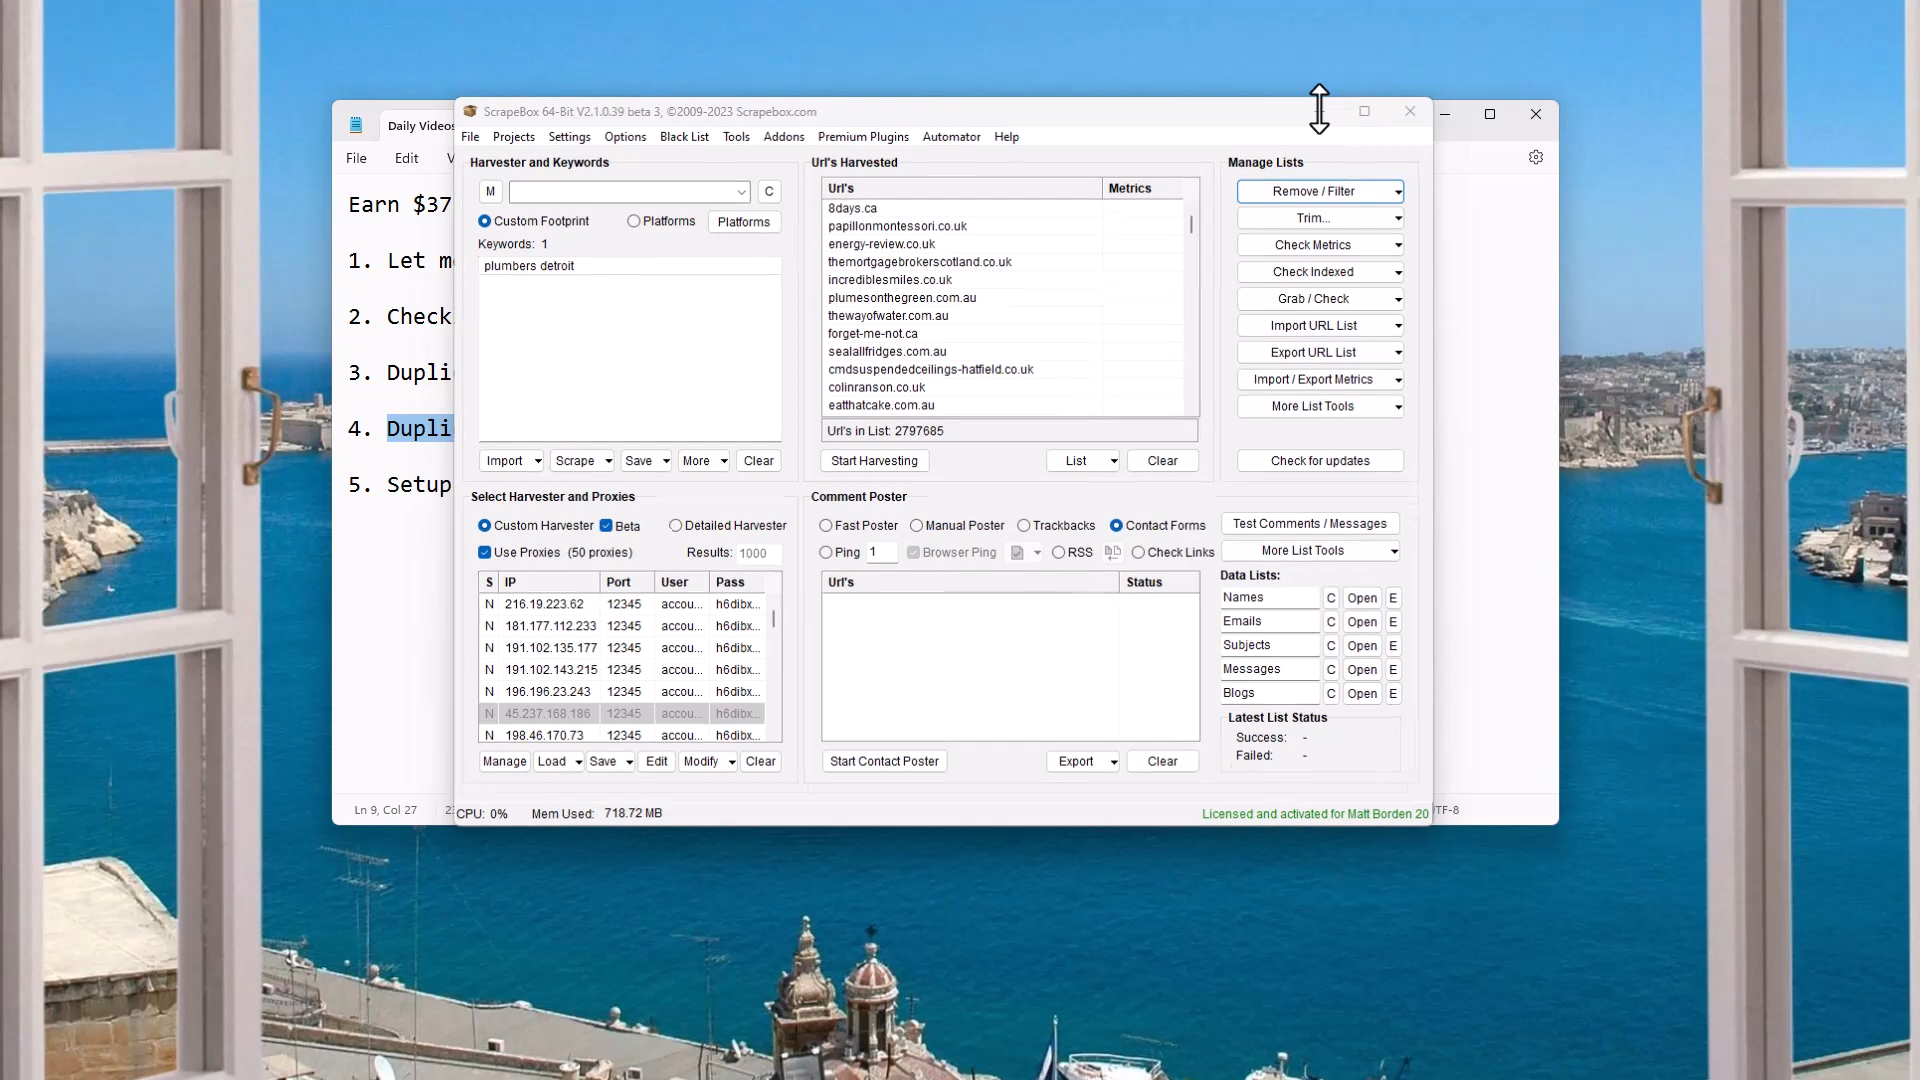 Daily Videos
File Edit
Earn $37
1. Let m
2. Check
3. Dupli
4. Dupli
5. Setup
Ln 9, Col 27
UTF-8
ScrapeBox 64-Bit V2.1.0.39 beta 3, ©2009-2023 Scrapebox.com
File Projects Settings Options Black List Tools Addons Premium Plugins Automator Help
Harvester and Keywords
M C
Custom Footprint Platforms Platforms
Keywords: 1
plumbers detroit
Import Scrape Save More Clear
Url's Harvested
Url's Metrics
8days.ca
papillonmontessori.co.uk
energy-review.co.uk
themortgagebrokerscotland.co.uk
incrediblesmiles.co.uk
plumesonthegreen.com.au
thewayofwater.com.au
forget-me-not.ca
sealallfridges.com.au
cmdsuspendedceilings-hatfield.co.uk
colinranson.co.uk
eatthatcake.com.au
Url's in List: 2797685
Start Harvesting List Clear
Manage Lists
Remove / Filter
Trim...
Check Metrics
Check Indexed
Grab / Check
Import URL List
Export URL List
Import / Export Metrics
More List Tools
Check for updates
Select Harvester and Proxies
Custom Harvester Beta Detailed Harvester
Use Proxies (50 proxies) Results: 1000
S IP Port User Pass
N 216.19.223.62 12345 accou... h6dibx...
N 181.177.112.233 12345 accou... h6dibx...
N 191.102.135.177 12345 accou... h6dibx...
N 191.102.143.215 12345 accou... h6dibx...
N 196.196.23.243 12345 accou... h6dibx...
N 45.237.168.186 12345 accou... h6dibx...
N 198.46.170.73 12345 accou... h6dibx...
Manage Load Save Edit Modify Clear
Comment Poster
Fast Poster Manual Poster Trackbacks Contact Forms
Ping 1 Browser Ping RSS Check Links
Url's Status
Start Contact Poster Export Clear
Test Comments / Messages
More List Tools
Data Lists:
Names C Open E
Emails C Open E
Subjects C Open E
Messages C Open E
Blogs C Open E
Latest List Status
Success: -
Failed: -
CPU: 0% Mem Used: 718.72 MB
Licensed and activated for Matt Borden 20